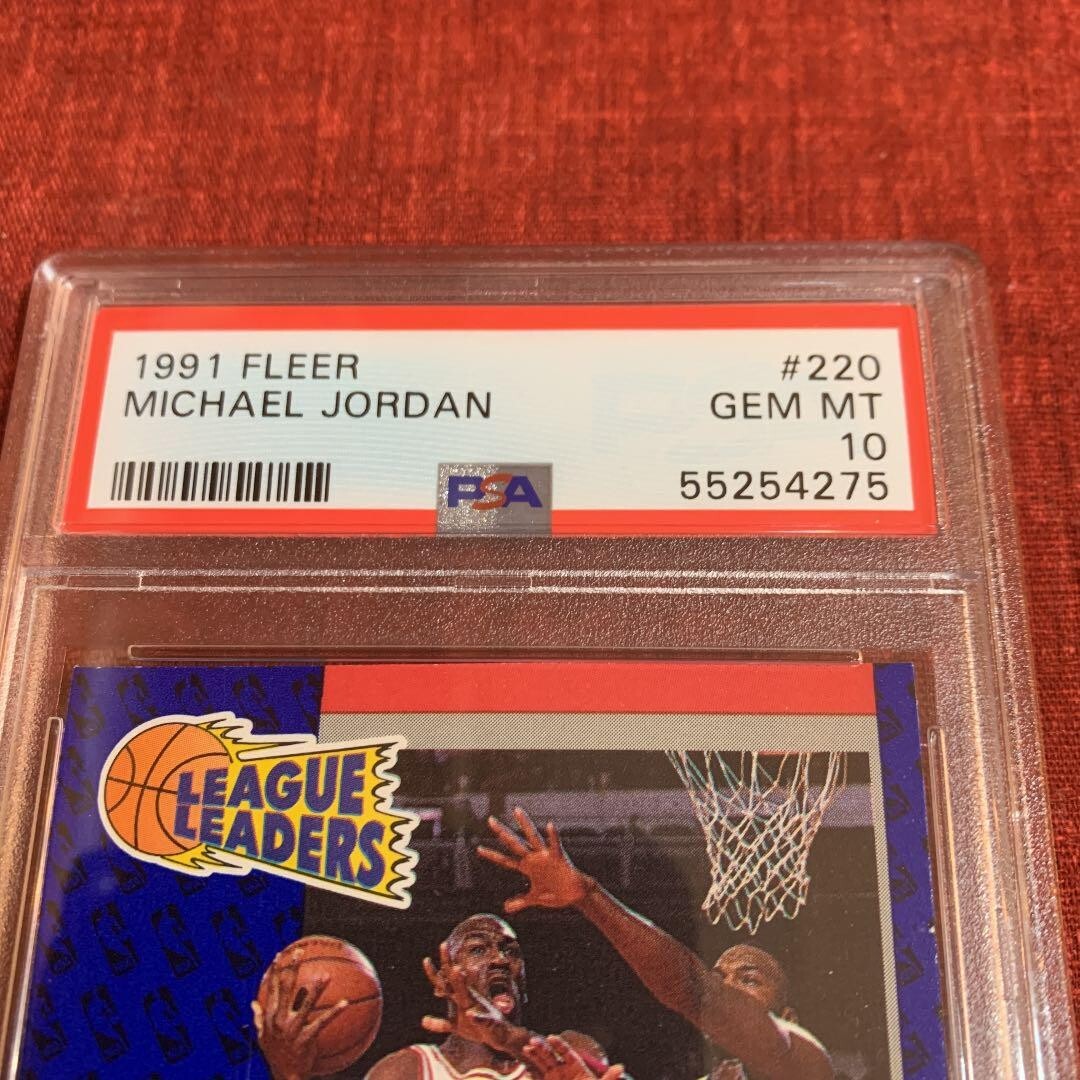 1991 FLEER
MICHAEL JORDAN
#220
GEM MT
10
55254275
PSA
LEAGUE
LEADERS